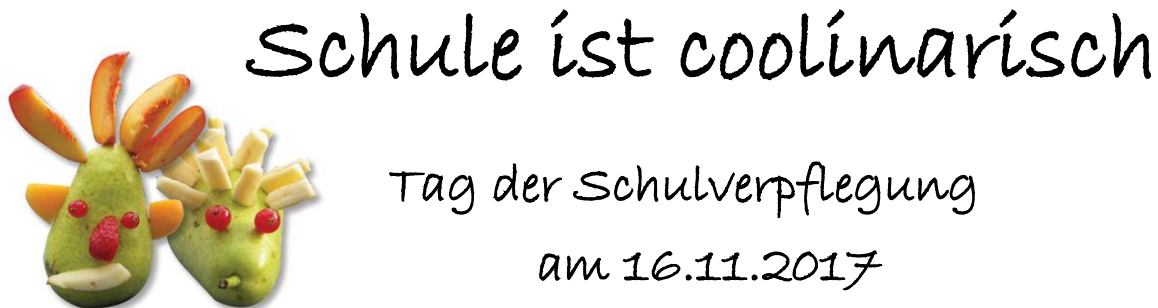 Schule ist coolinarisch
Tag der Schulverpflegung
am 16.11.2017